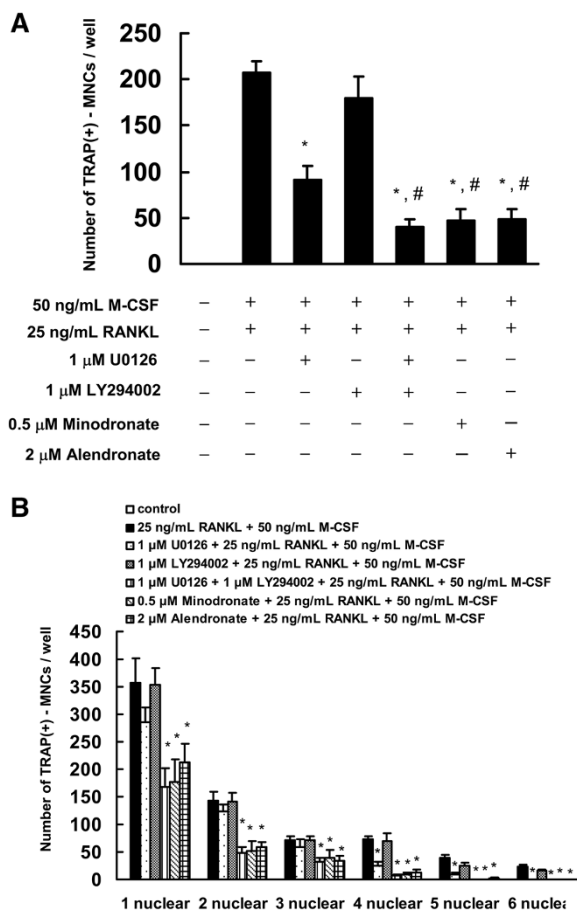 A
Number of TRAP(+) - MNCs / well
250
200
150
100
50
0
*
*, #
*, #
*, #
50 ng/mL M-CSF – + + + + + +
25 ng/mL RANKL – + + + + + +
1 μM U0126 – – + – + – –
1 μM LY294002 – – – + + – –
0.5 μM Minodronate – – – – – + –
2 μM Alendronate – – – – – – +
B
control
25 ng/mL RANKL + 50 ng/mL M-CSF
1 μM U0126 + 25 ng/mL RANKL + 50 ng/mL M-CSF
1 μM LY294002 + 25 ng/mL RANKL + 50 ng/mL M-CSF
1 μM U0126 + 1 μM LY294002 + 25 ng/mL RANKL + 50 ng/mL M-CSF
0.5 μM Minodronate + 25 ng/mL RANKL + 50 ng/mL M-CSF
2 μM Alendronate + 25 ng/mL RANKL + 50 ng/mL M-CSF
Number of TRAP(+) - MNCs / well
450
400
350
300
250
200
150
100
50
0
* * *
* * *
* * *
* * * *
* * * *
* * * *
1 nuclear 2 nuclear 3 nuclear 4 nuclear 5 nuclear 6 nuclear